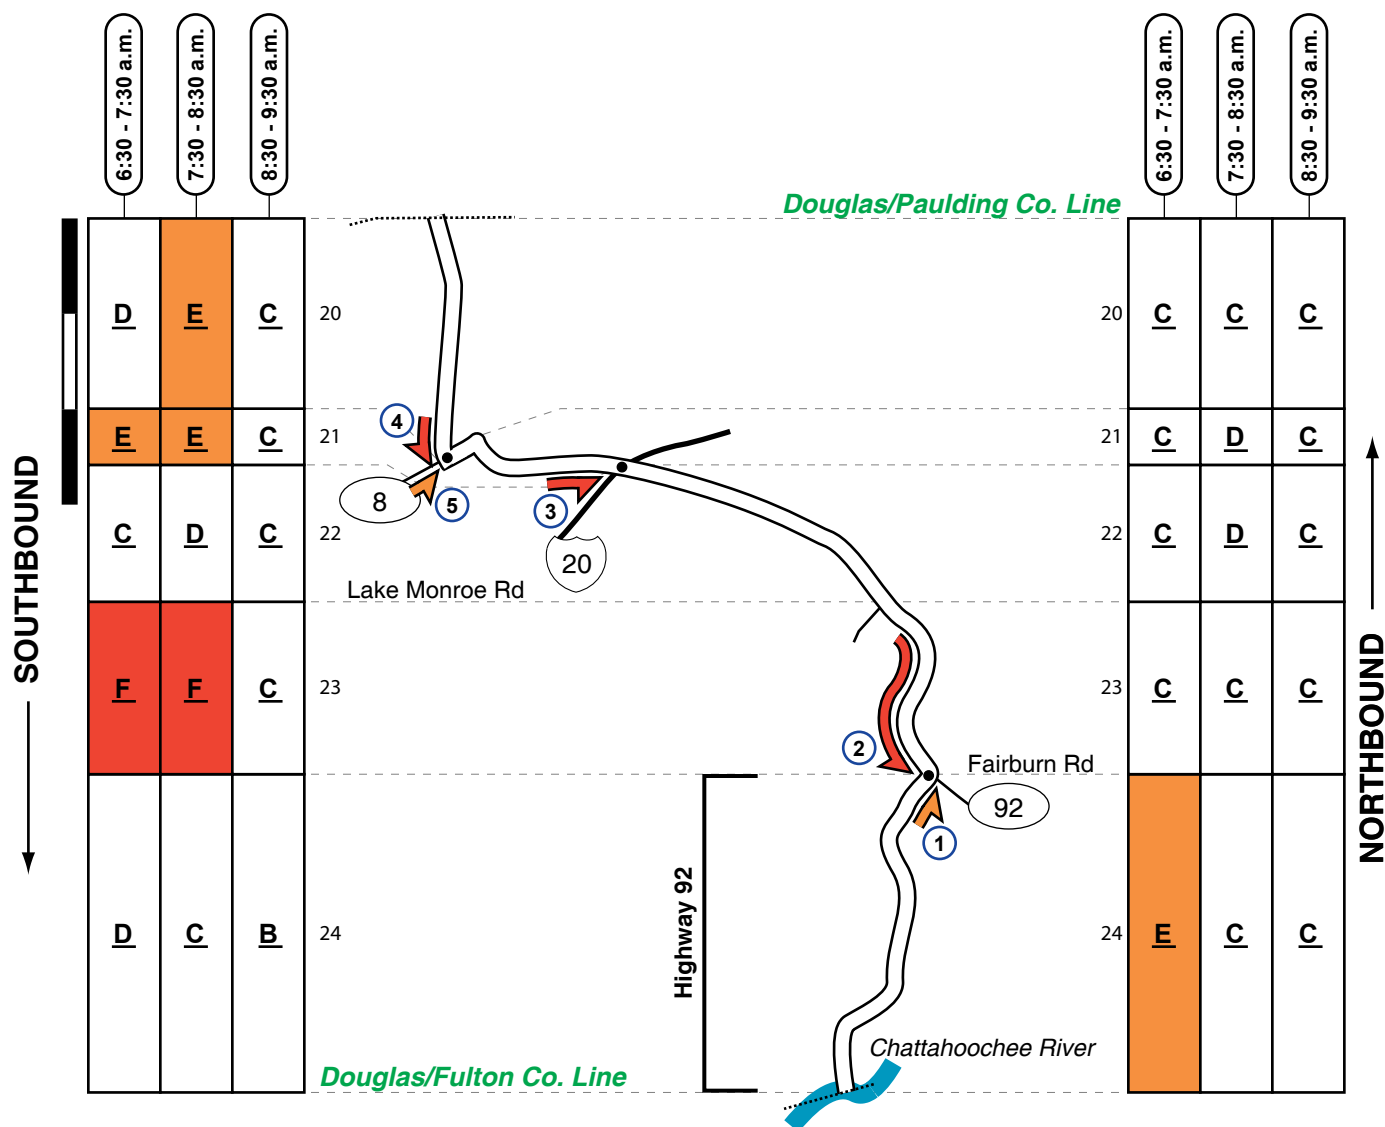 6:30 - 7:30 a.m.
7:30 - 8:30 a.m.
8:30 - 9:30 a.m.
6:30 - 7:30 a.m.
7:30 - 8:30 a.m.
8:30 - 9:30 a.m.
Douglas/Paulding Co. Line
D E C 20
20 C C C
4
E E C 21
21 C D C
8
5
3
C D C 22
22 C D C
20
Lake Monroe Rd
SOUTHBOUND
NORTHBOUND
F F C 23
23 C C C
2
Fairburn Rd
92
1
Highway 92
D C B 24
24 E C C
Chattahoochee River
Douglas/Fulton Co. Line